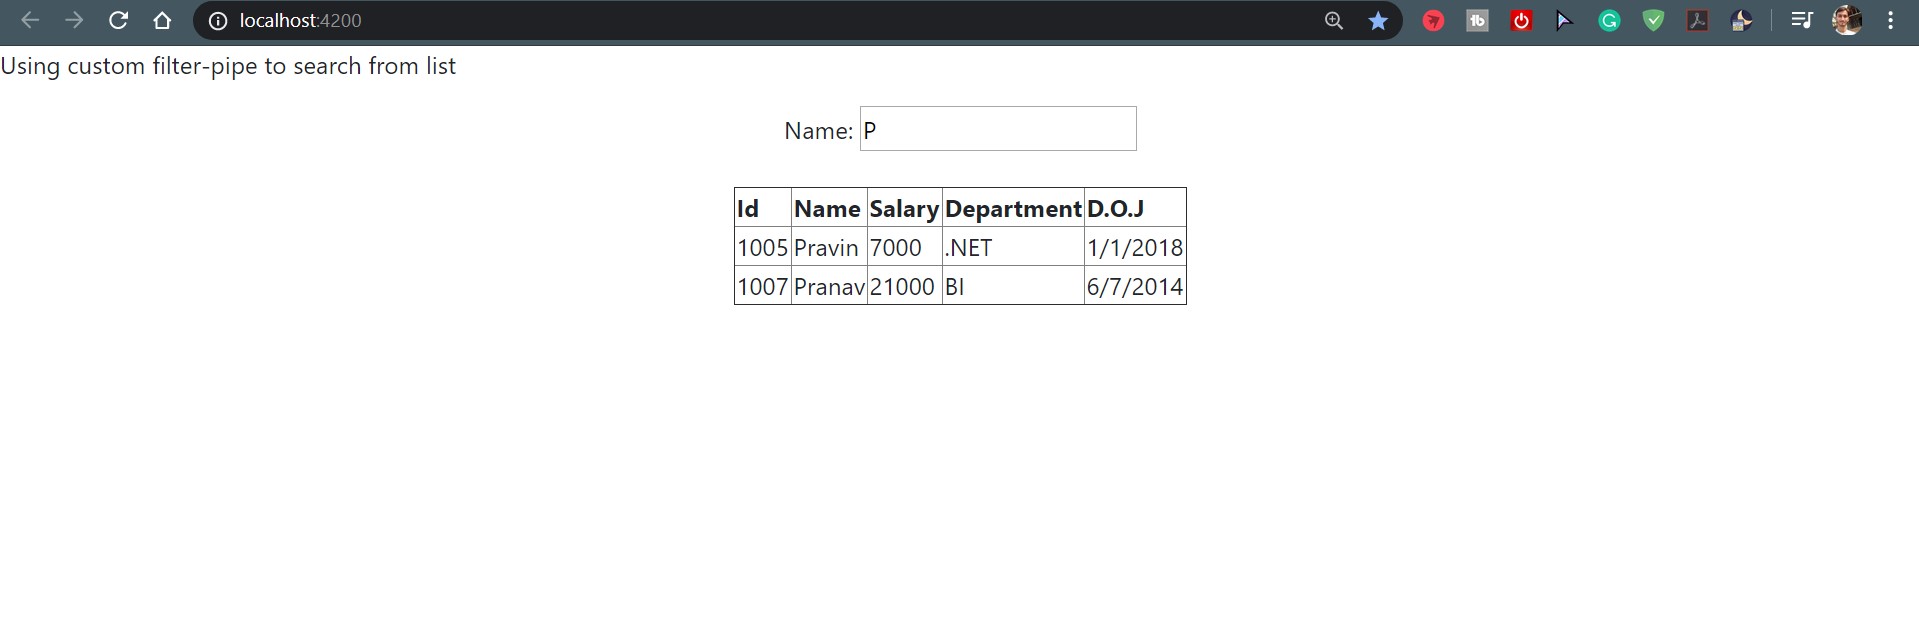 localhost:4200
Using custom filter-pipe to search from list
Name: P
Id Name Salary Department D.O.J
1005 Pravin 7000 .NET 1/1/2018
1007 Pranav 21000 BI 6/7/2014